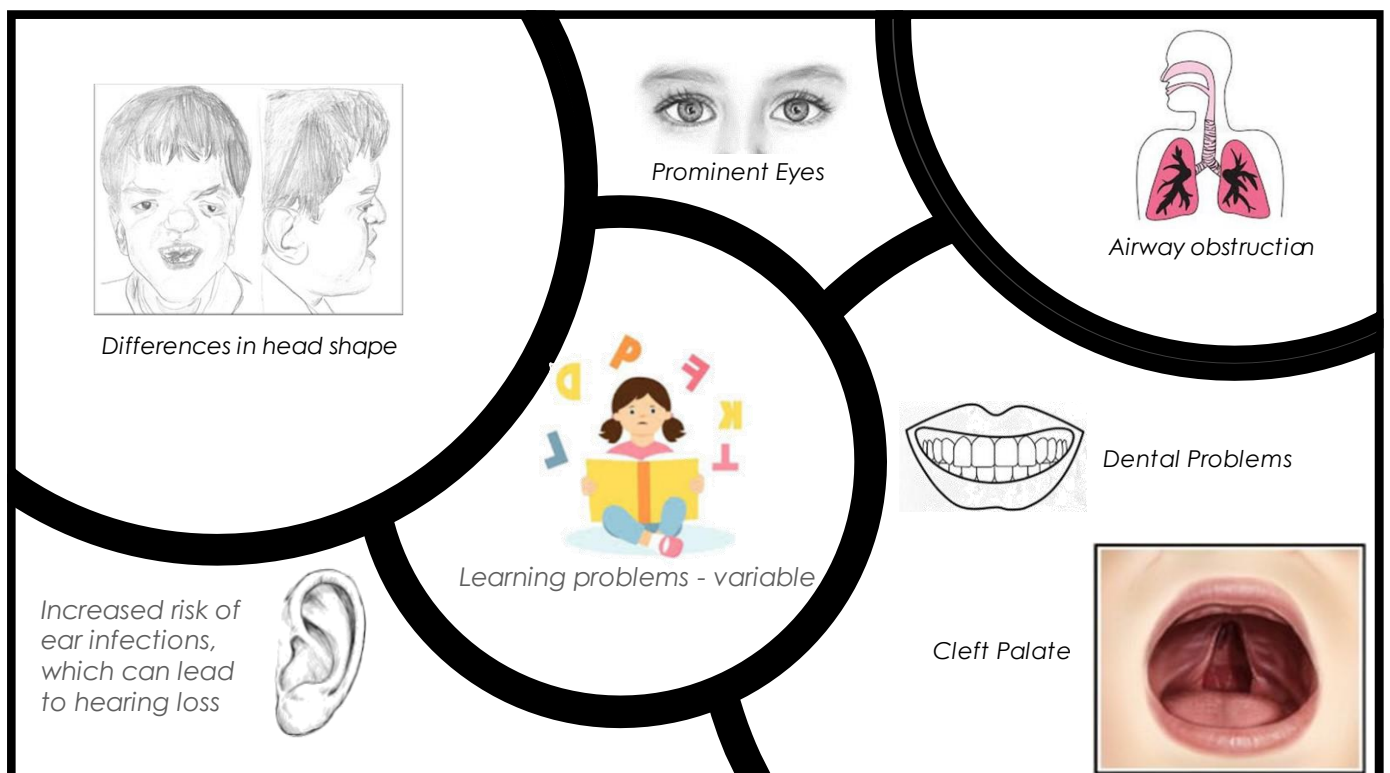 Prominent Eyes
Airway obstruction
Differences in head shape
Dental Problems
Learning problems - variable
Increased risk of
ear infections,
which can lead
to hearing loss
Cleft Palate